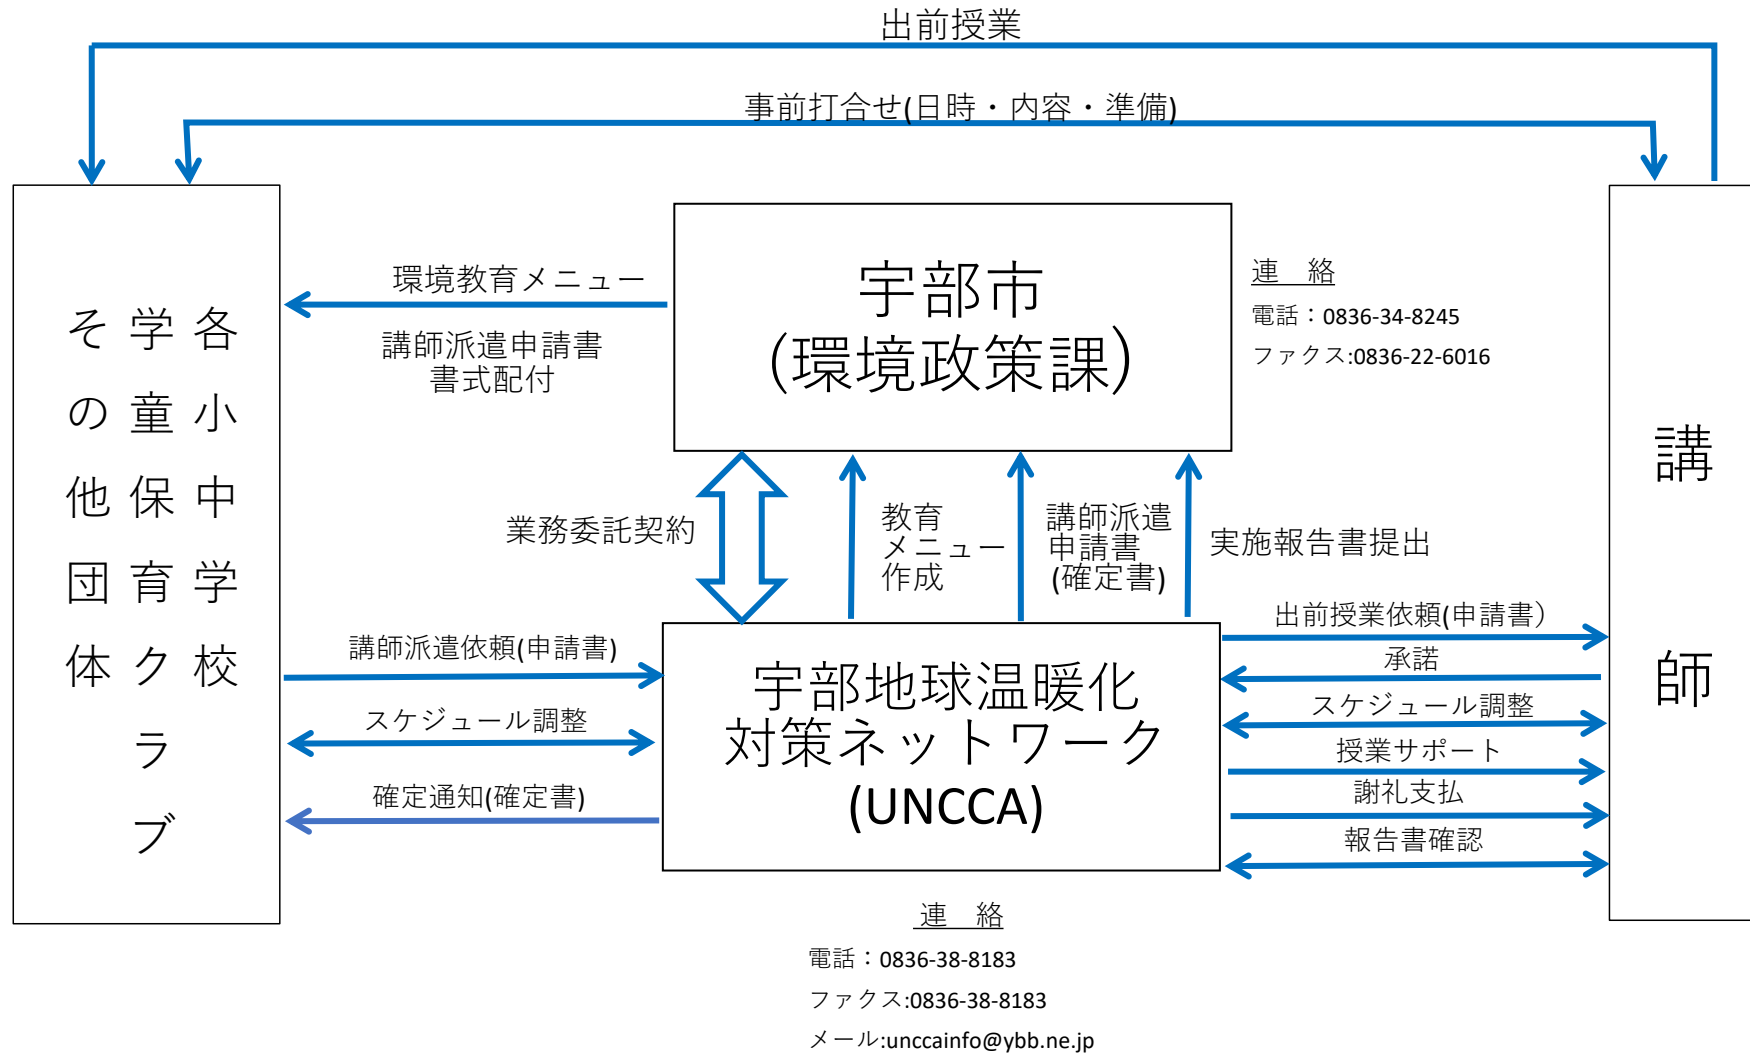 出前授業
事前打合せ(日時・内容・準備)
各小中学校
学童保育クラブ
その他団体
環境教育メニュー
講師派遣申請書
書式配付
宇部市
(環境政策課)
連　絡
電話：0836-34-8245
ファクス:0836-22-6016
講師
業務委託契約
教育
メニュー
作成
講師派遣
申請書
(確定書)
実施報告書提出
講師派遣依頼(申請書)
スケジュール調整
確定通知(確定書)
宇部地球温暖化
対策ネットワーク
(UNCCA)
出前授業依頼(申請書）
承諾
スケジュール調整
授業サポート
謝礼支払
報告書確認
連　絡
電話：0836-38-8183
ファクス:0836-38-8183
メール:unccainfo@ybb.ne.jp